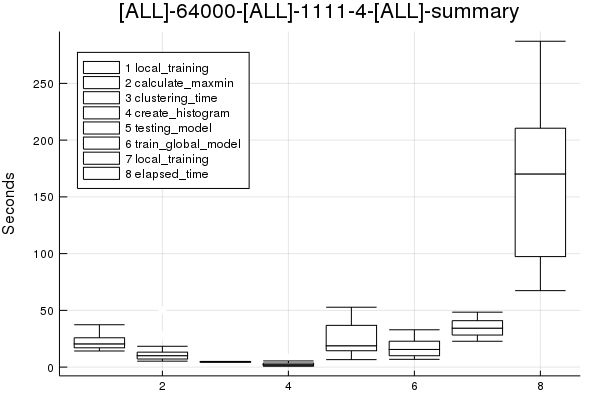 [ALL]-64000-[ALL]-1111-4-[ALL]-summary
Seconds
250
200
150
100
50
0
1 local_training
2 calculate_maxmin
3 clustering_time
4 create_histogram
5 testing_model
6 train_global_model
7 local_training
8 elapsed_time
2
4
6
8